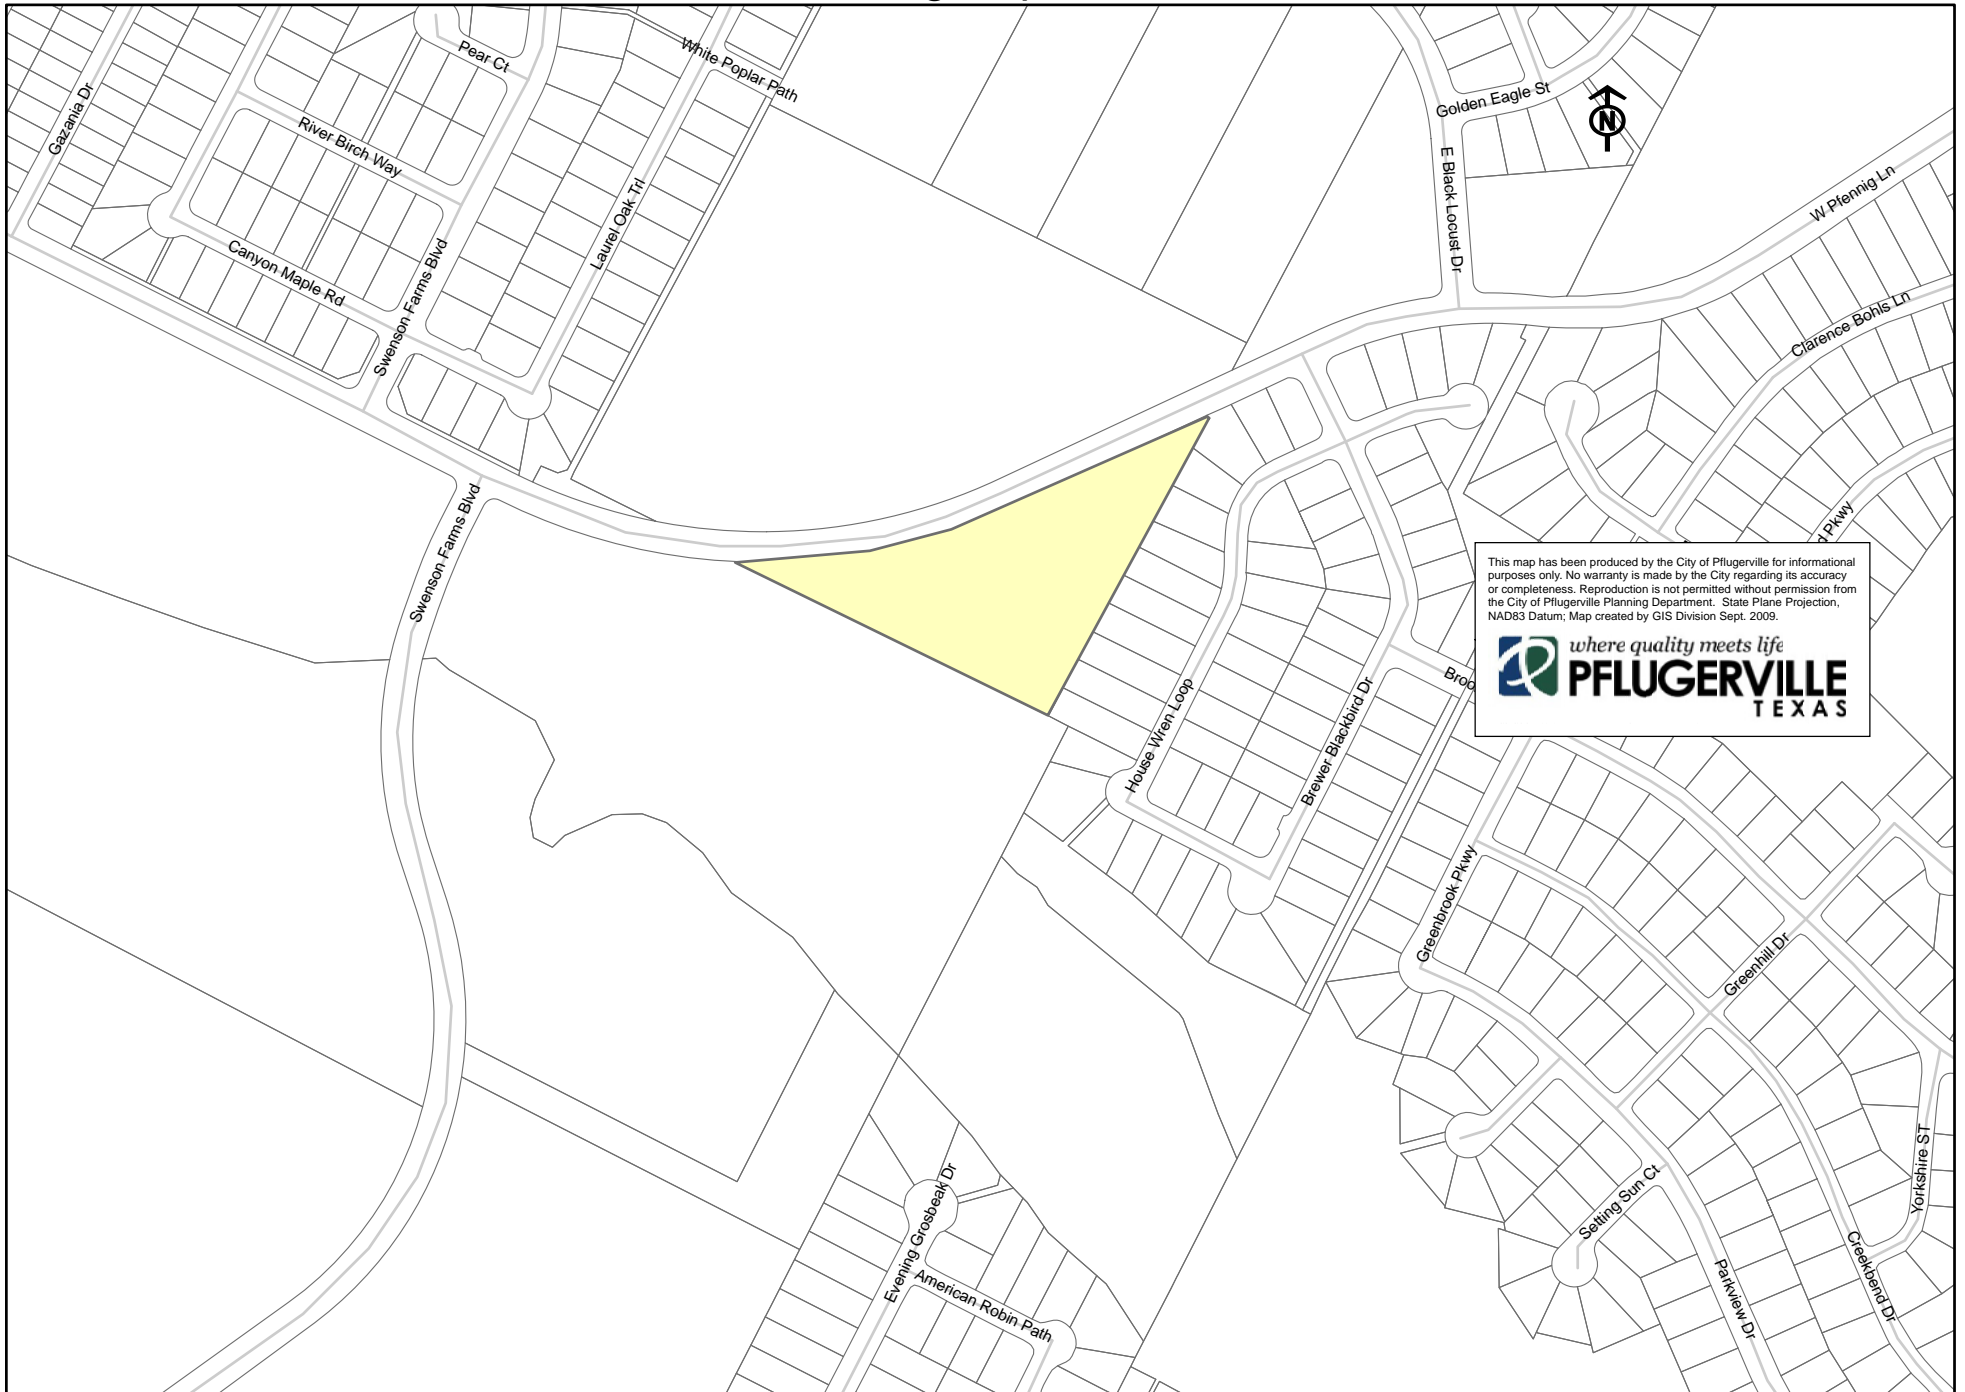 Pear Ct
White Poplar Path
Gazania Dr
River Birch Way
Golden Eagle St
N
E Black Locust Dr
W Pfennig Ln
Laurel Oak Trl
Canyon Maple Rd
Swenson Farms Blvd
Clarence Bohls Ln
Swenson Farms Blvd
d Pkwy
This map has been produced by the City of Pflugerville for informational
purposes only. No warranty is made by the City regarding its accuracy
or completeness. Reproduction is not permitted without permission from
the City of Pflugerville Planning Department. State Plane Projection,
NAD83 Datum; Map created by GIS Division Sept. 2009.
where quality meets life
PFLUGERVILLE
TEXAS
Broo
House Wren Loop
Brewer Blackbird Dr
Greenbrook Pkwy
Greenhill Dr
Evening Grosbeak Dr
American Robin Path
Setting Sun Ct
Yorkshire ST
Parkview Dr
Creekbend Dr